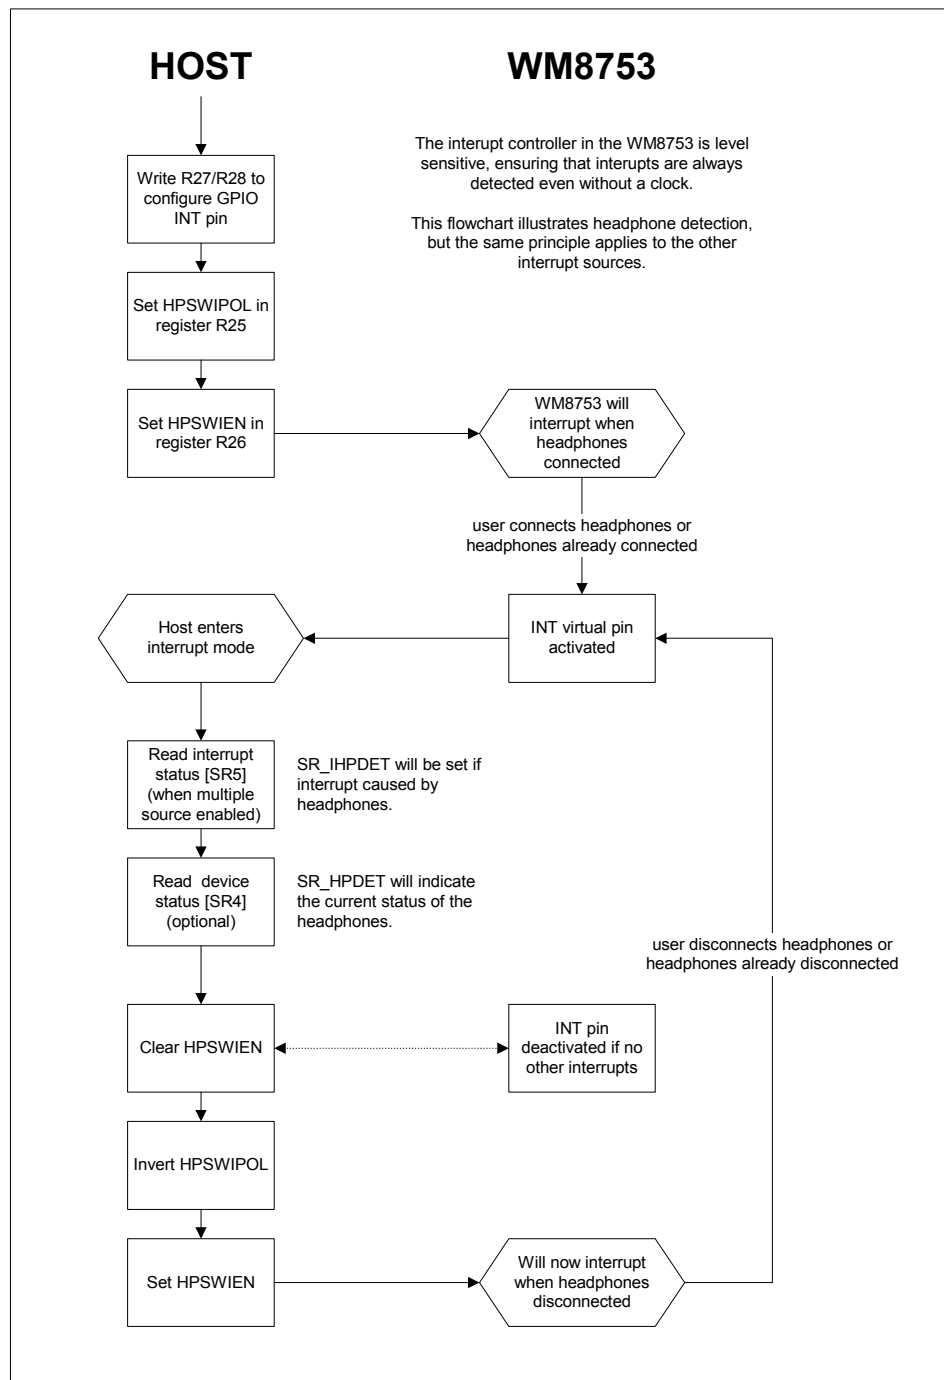 HOST
WM8753
The interupt controller in the WM8753 is level
sensitive, ensuring that interupts are always
detected even without a clock.
This flowchart illustrates headphone detection,
but the same principle applies to the other
interrupt sources.
Write R27/R28 to
configure GPIO
INT pin
Set HPSWIPOL in
register R25
Set HPSWIEN in
register R26
WM8753 will
interrupt when
headphones
connected
user connects headphones or
headphones already connected
Host enters
interrupt mode
INT virtual pin
activated
Read interrupt
status [SR5]
(when multiple
source enabled)
SR_IHPDET will be set if
interrupt caused by
headphones.
Read device
status [SR4]
(optional)
SR_HPDET will indicate
the current status of the
headphones.
user disconnects headphones or
headphones already disconnected
Clear HPSWIEN
INT pin
deactivated if no
other interrupts
Invert HPSWIPOL
Set HPSWIEN
Will now interrupt
when headphones
disconnected